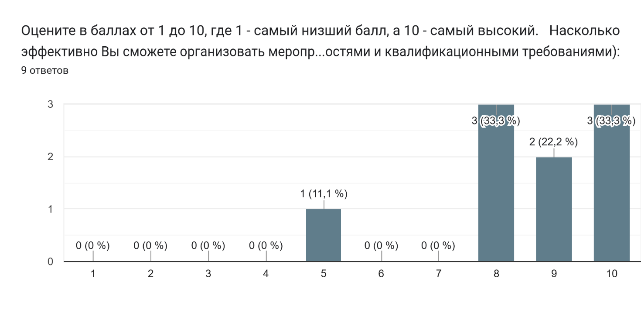 Оцените в баллах от 1 до 10, где 1 - самый низший балл, а 10 - самый высокий.   Насколько
эффективно Вы сможете организовать меропр...остями и квалификационными требованиями):
9 ответов
3
3 (33,3 %) 3 (33,3 %)
2 (22,2 %)
2
1 (11,1 %)
1
0 (0 %) 0 (0 %) 0 (0 %) 0 (0 %) 0 (0 %) 0 (0 %)
0
1 2 3 4 5 6 7 8 9 10